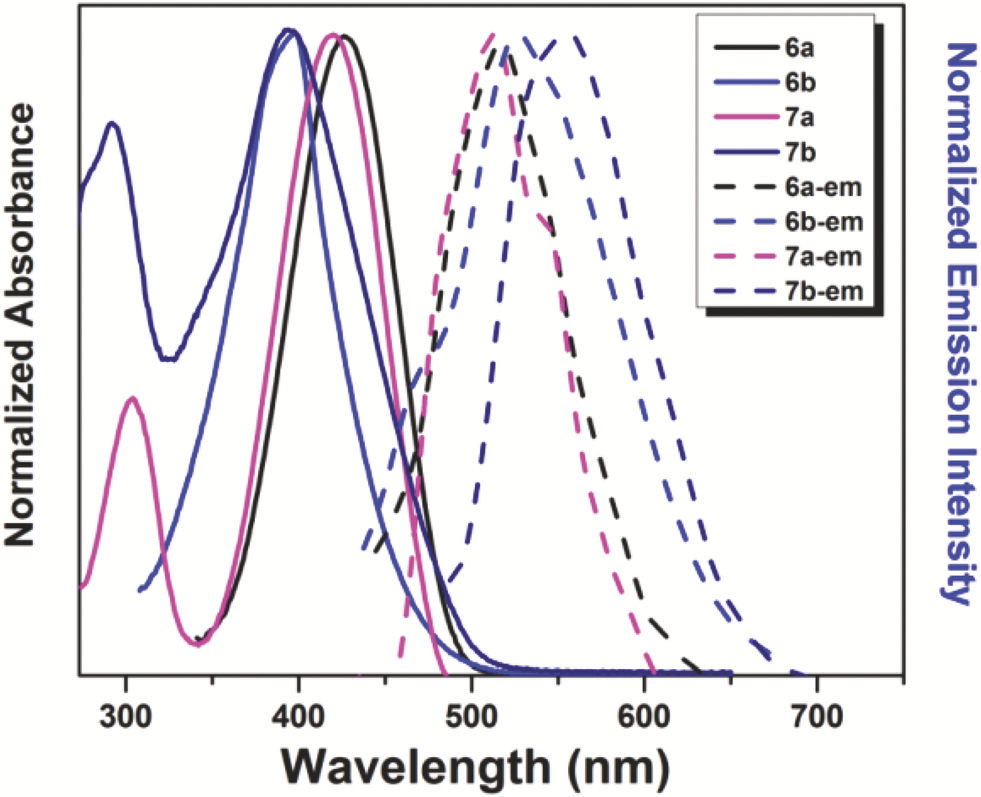 Normalized Absorbance
6a
6b
7a
7b
6a-em
6b-em
7a-em
7b-em
Normalized Emission Intensity
300 400 500 600 700
Wavelength (nm)